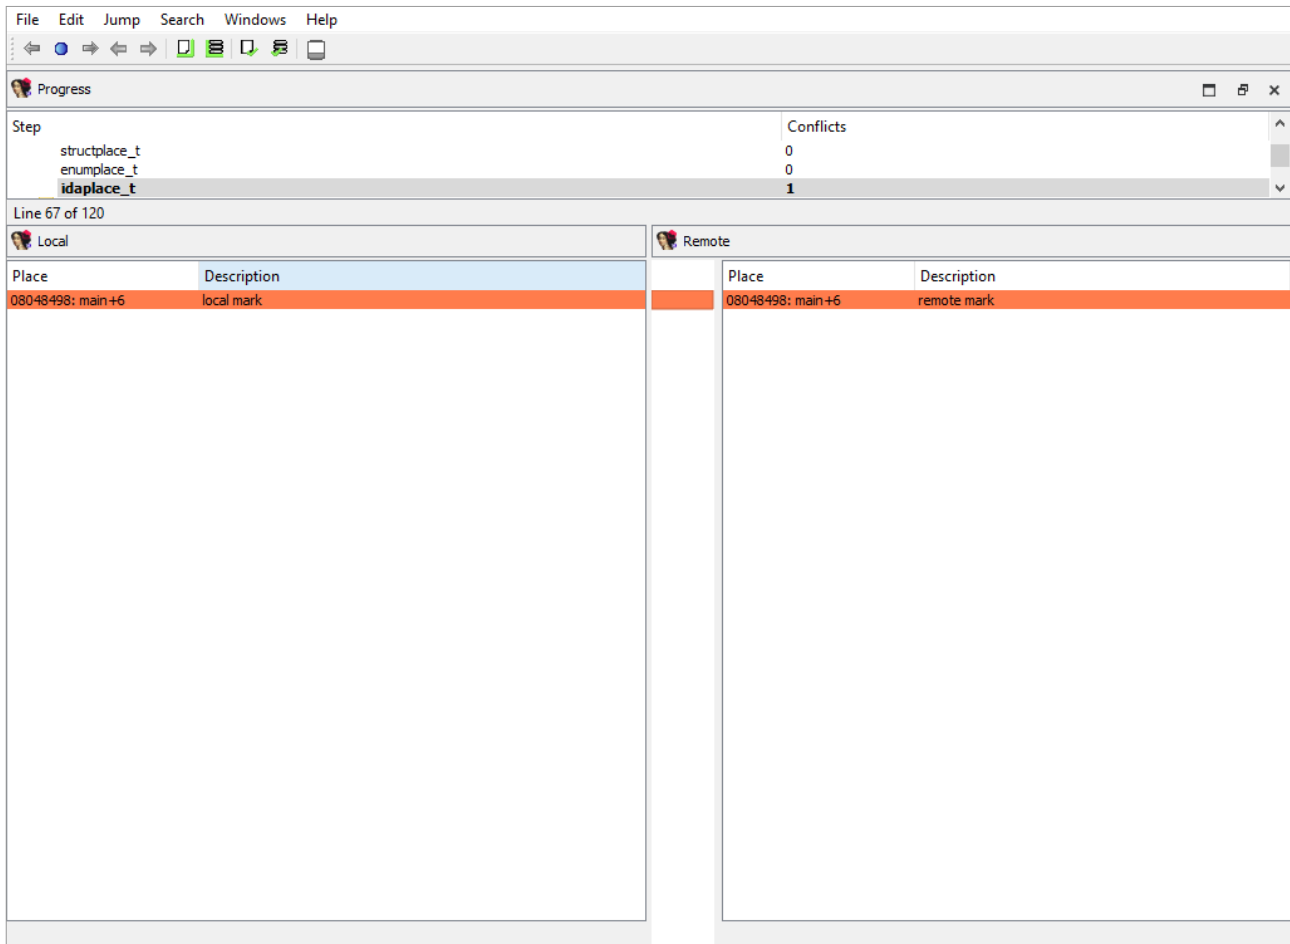 File Edit Jump Search Windows Help
Progress
Step Conflicts
structplace_t 0
enumplace_t 0
idaplace_t 1
Line 67 of 120
Local Remote
Place Description Place Description
08048498: main+6 local mark 08048498: main+6 remote mark